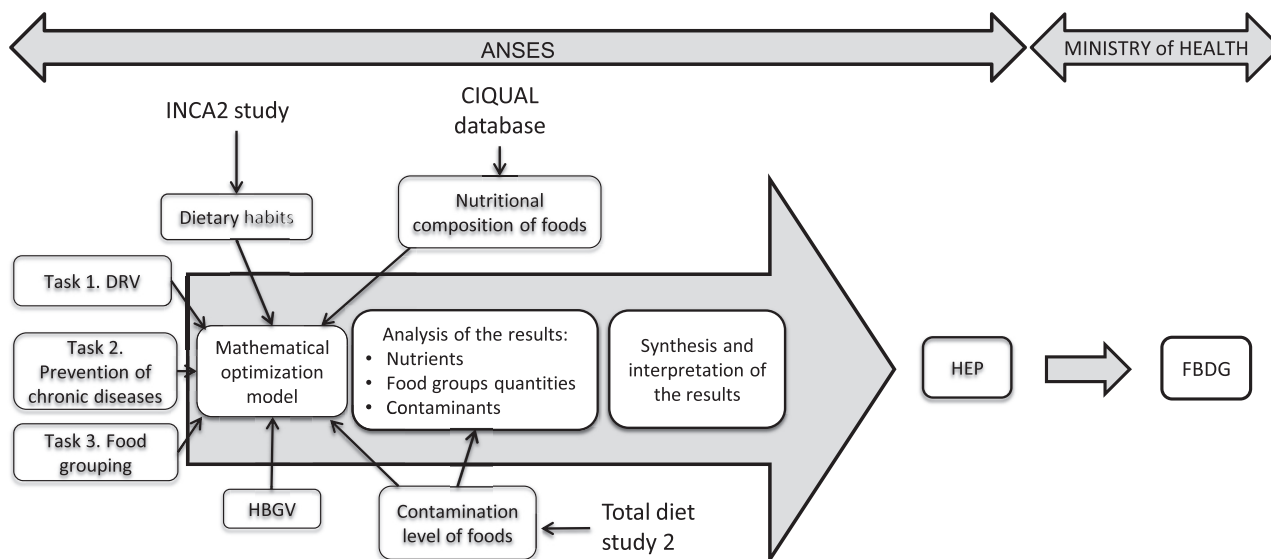 ANSES
MINISTRY of HEALTH
INCA2 study
CIQUAL
database
Dietary habits
Nutritional
composition of foods
Task 1. DRV
Task 2.
Prevention of
chronic diseases
Task 3. Food
grouping
Mathematical
optimization
model
Analysis of the results:
• Nutrients
• Food groups quantities
• Contaminants
Synthesis and
interpretation of
the results
HEP
FBDG
HBGV
Contamination
level of foods
Total diet
study 2